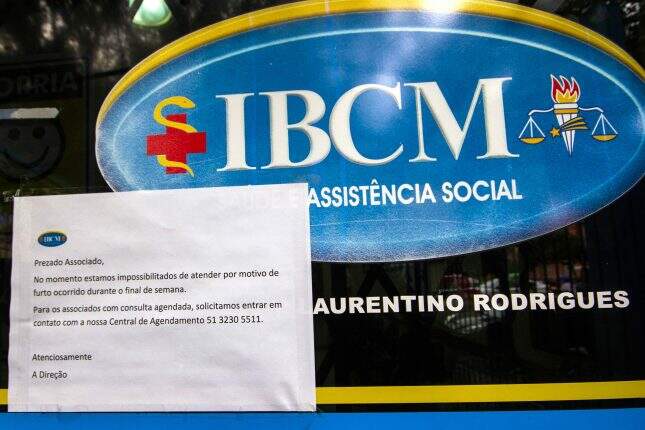 IBCM
SAÚDE E ASSISTÊNCIA SOCIAL
LAURENTINO RODRIGUES
IBCM
Prezado Associado,
No momento estamos impossibilitados de atender por motivo de
furto ocorrido durante o final de semana.
Para os associados com consulta agendada, solicitamos entrar em
contato com a nossa Central de Agendamento 51 3230 5511.
Atenciosamente
A Direção